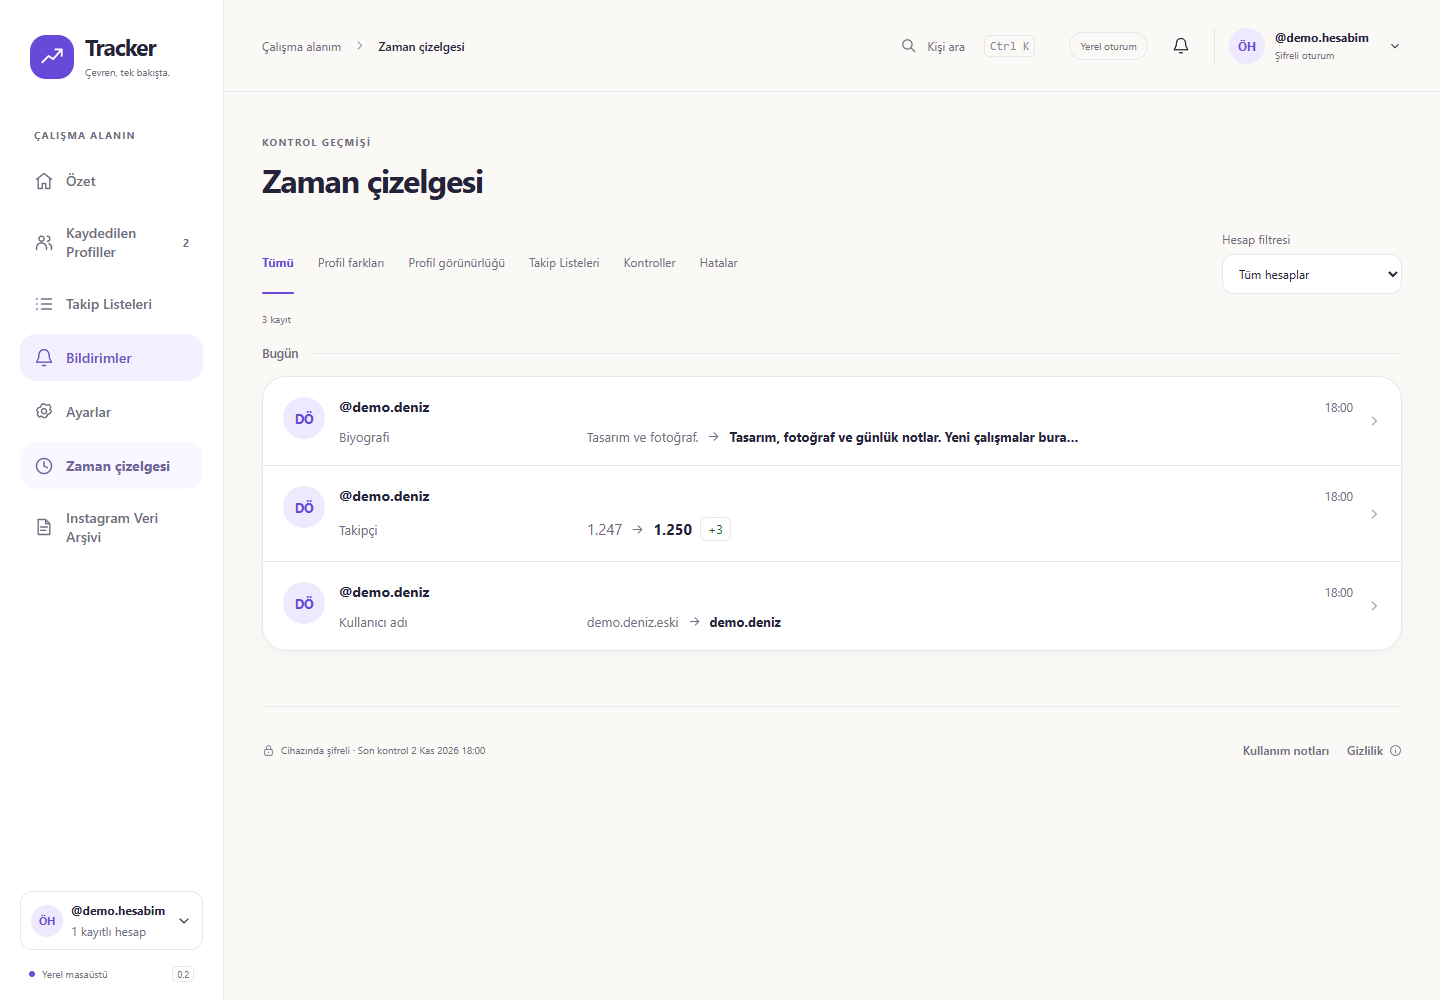 Tracker
Çevren, tek bakışta.
ÇALIŞMA ALANIN
Özet
Kaydedilen
Profiller
2
Takip Listeleri
Bildirimler
Ayarlar
Zaman çizelgesi
Instagram Veri
Arşivi
ÖH
@demo.hesabim
1 kayıtlı hesap
Yerel masaüstü
0.2
Çalışma alanım
Zaman çizelgesi
Kişi ara
Ctrl K
Yerel oturum
ÖH
@demo.hesabim
Şifreli oturum
KONTROL GEÇMİŞİ
Zaman çizelgesi
Tümü
Profil farkları
Profil görünürlüğü
Takip Listeleri
Kontroller
Hatalar
Hesap filtresi
Tüm hesaplar
3 kayıt
Bugün
DÖ
@demo.deniz
18:00
Biyografi
Tasarım ve fotoğraf. → Tasarım, fotoğraf ve günlük notlar. Yeni çalışmalar bura...
DÖ
@demo.deniz
18:00
Takipçi
1.247 → 1.250 +3
DÖ
@demo.deniz
18:00
Kullanıcı adı
demo.deniz.eski → demo.deniz
Cihazında şifreli · Son kontrol 2 Kas 2026 18:00
Kullanım notları
Gizlilik